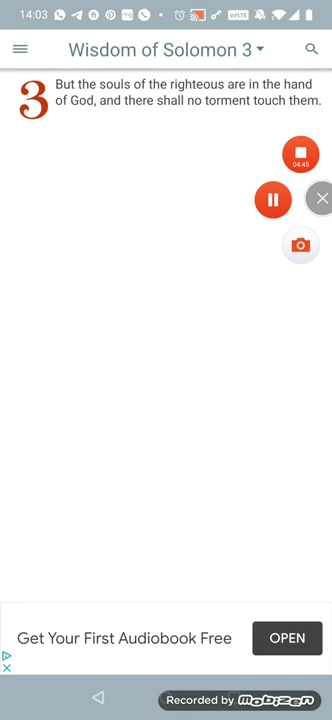 14:03
VoLTE
Wisdom of Solomon 3
3 But the souls of the righteous are in the hand
of God, and there shall no torment touch them.
04:45
Get Your First Audiobook Free
OPEN
Recorded by Mobizen